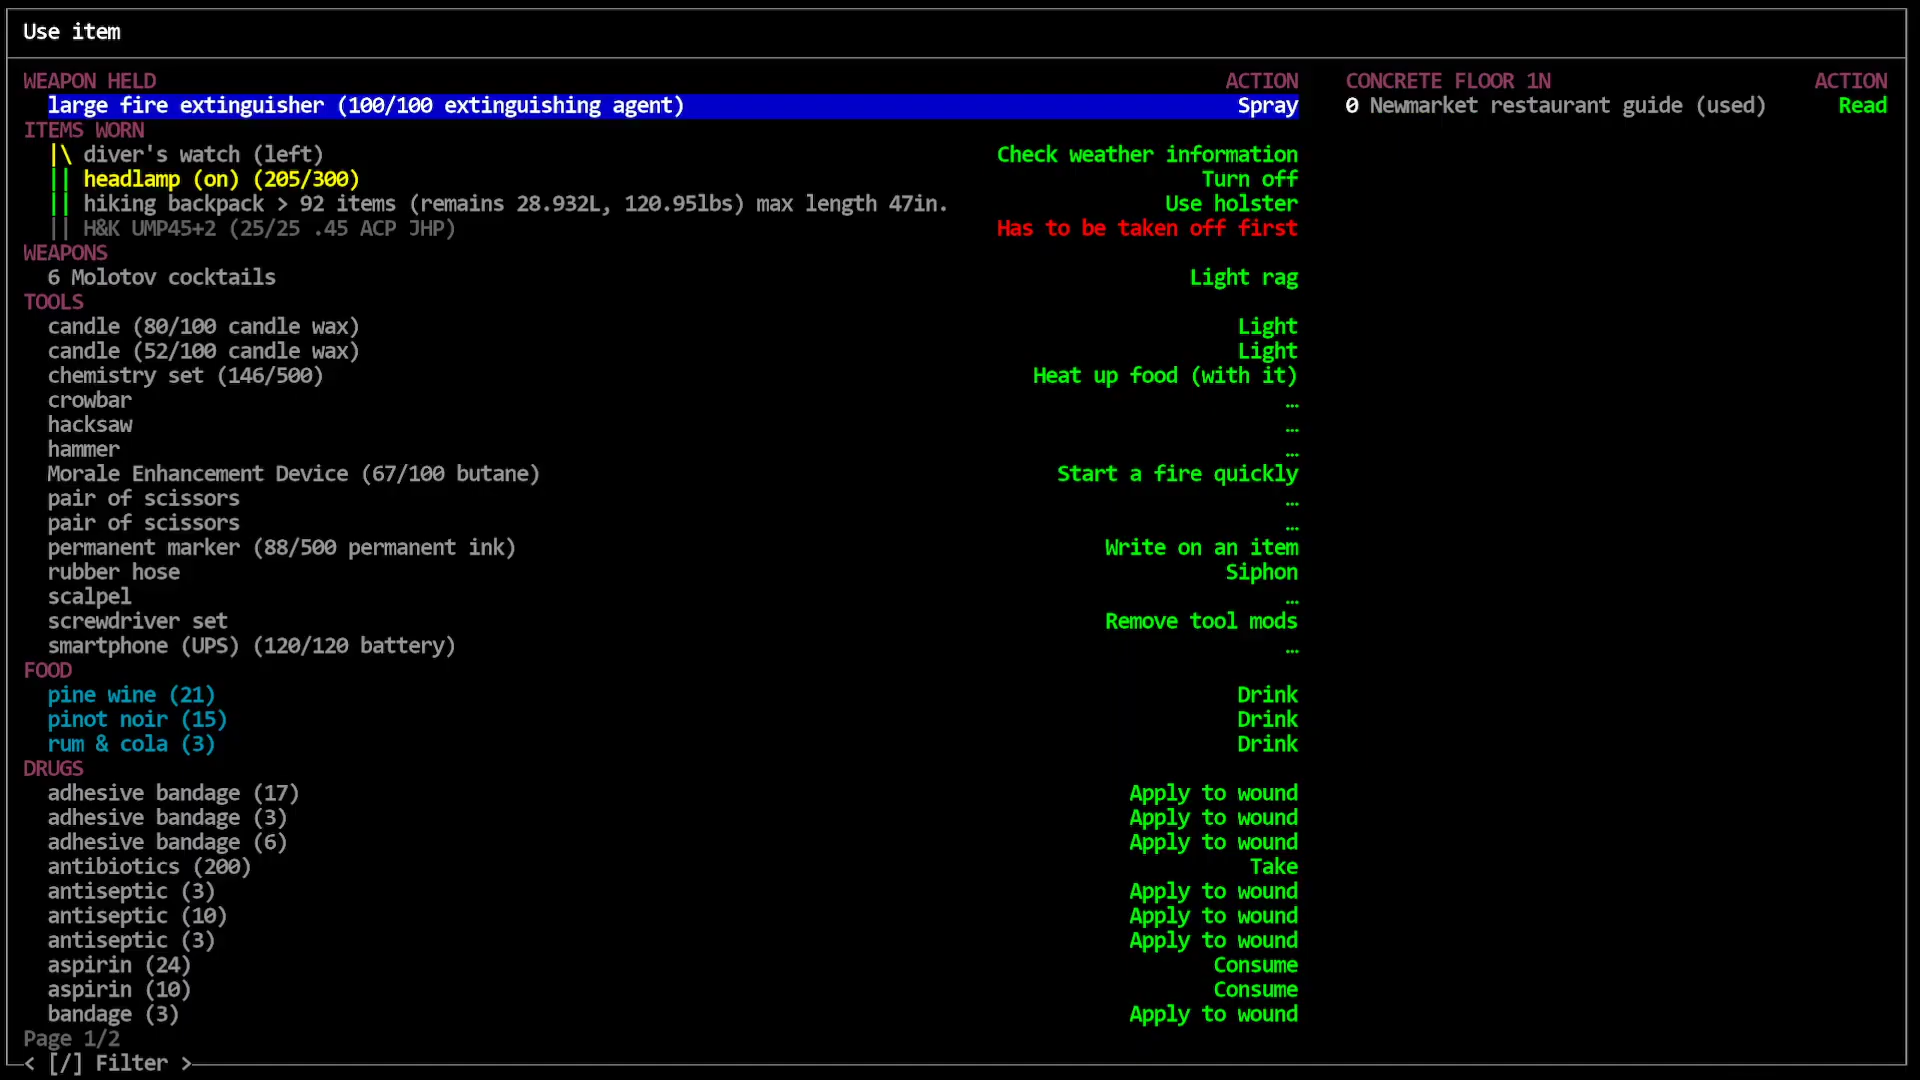 Use item
WEAPON HELD ACTION
large fire extinguisher (100/100 extinguishing agent) Spray
ITEMS WORN
|\ diver's watch (left) Check weather information
|| headlamp (on) (205/300) Turn off
|| hiking backpack > 92 items (remains 28.932L, 120.95lbs) max length 47in. Use holster
|| H&K UMP45+2 (25/25 .45 ACP JHP) Has to be taken off first
WEAPONS
6 Molotov cocktails Light rag
TOOLS
candle (80/100 candle wax) Light
candle (52/100 candle wax) Light
chemistry set (146/500) Heat up food (with it)
crowbar …
hacksaw …
hammer …
Morale Enhancement Device (67/100 butane) Start a fire quickly
pair of scissors …
pair of scissors …
permanent marker (88/500 permanent ink) Write on an item
rubber hose Siphon
scalpel …
screwdriver set Remove tool mods
smartphone (UPS) (120/120 battery) …
FOOD
pine wine (21) Drink
pinot noir (15) Drink
rum & cola (3) Drink
DRUGS
adhesive bandage (17) Apply to wound
adhesive bandage (3) Apply to wound
adhesive bandage (6) Apply to wound
antibiotics (200) Take
antiseptic (3) Apply to wound
antiseptic (10) Apply to wound
antiseptic (3) Apply to wound
aspirin (24) Consume
aspirin (10) Consume
bandage (3) Apply to wound
Page 1/2
< [/] Filter >
CONCRETE FLOOR 1N ACTION
0 Newmarket restaurant guide (used) Read